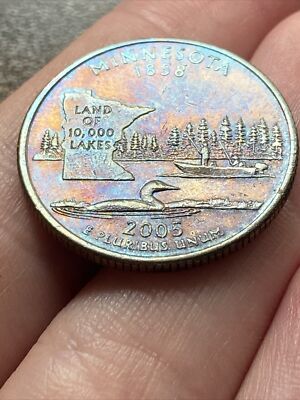 MINNESOTA
1858
LAND
OF
10,000
LAKES
2005
E PLURIBUS UNUM